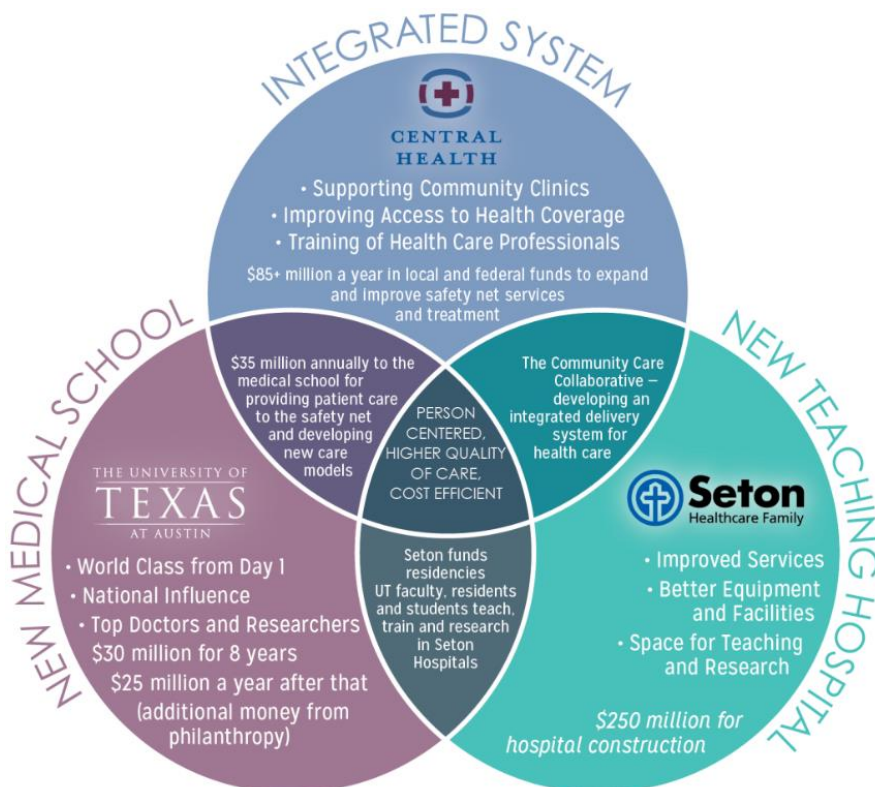 INTEGRATED SYSTEM
CENTRAL
HEALTH
• Supporting Community Clinics
• Improving Access to Health Coverage
• Training of Health Care Professionals
$85+ million a year in local and federal funds to expand
and improve safety net services
and treatment
NEW MEDICAL SCHOOL
NEW TEACHING HOSPITAL
$35 million annually to the
medical school for
providing patient care
to the safety net
and developing
new care
models
The Community Care
Collaborative –
developing an
integrated delivery
system for
health care
PERSON
CENTERED,
HIGHER QUALITY
OF CARE,
COST EFFICIENT
THE UNIVERSITY OF
TEXAS
AT AUSTIN
• World Class from Day 1
• National Influence
• Top Doctors and Researchers
$30 million for 8 years
$25 million a year after that
(additional money from
philanthropy)
Seton funds
residencies
UT faculty, residents
and students teach,
train and research
in Seton
Hospitals
Seton
Healthcare Family
• Improved Services
• Better Equipment
and Facilities
• Space for Teaching
and Research
$250 million for
hospital construction